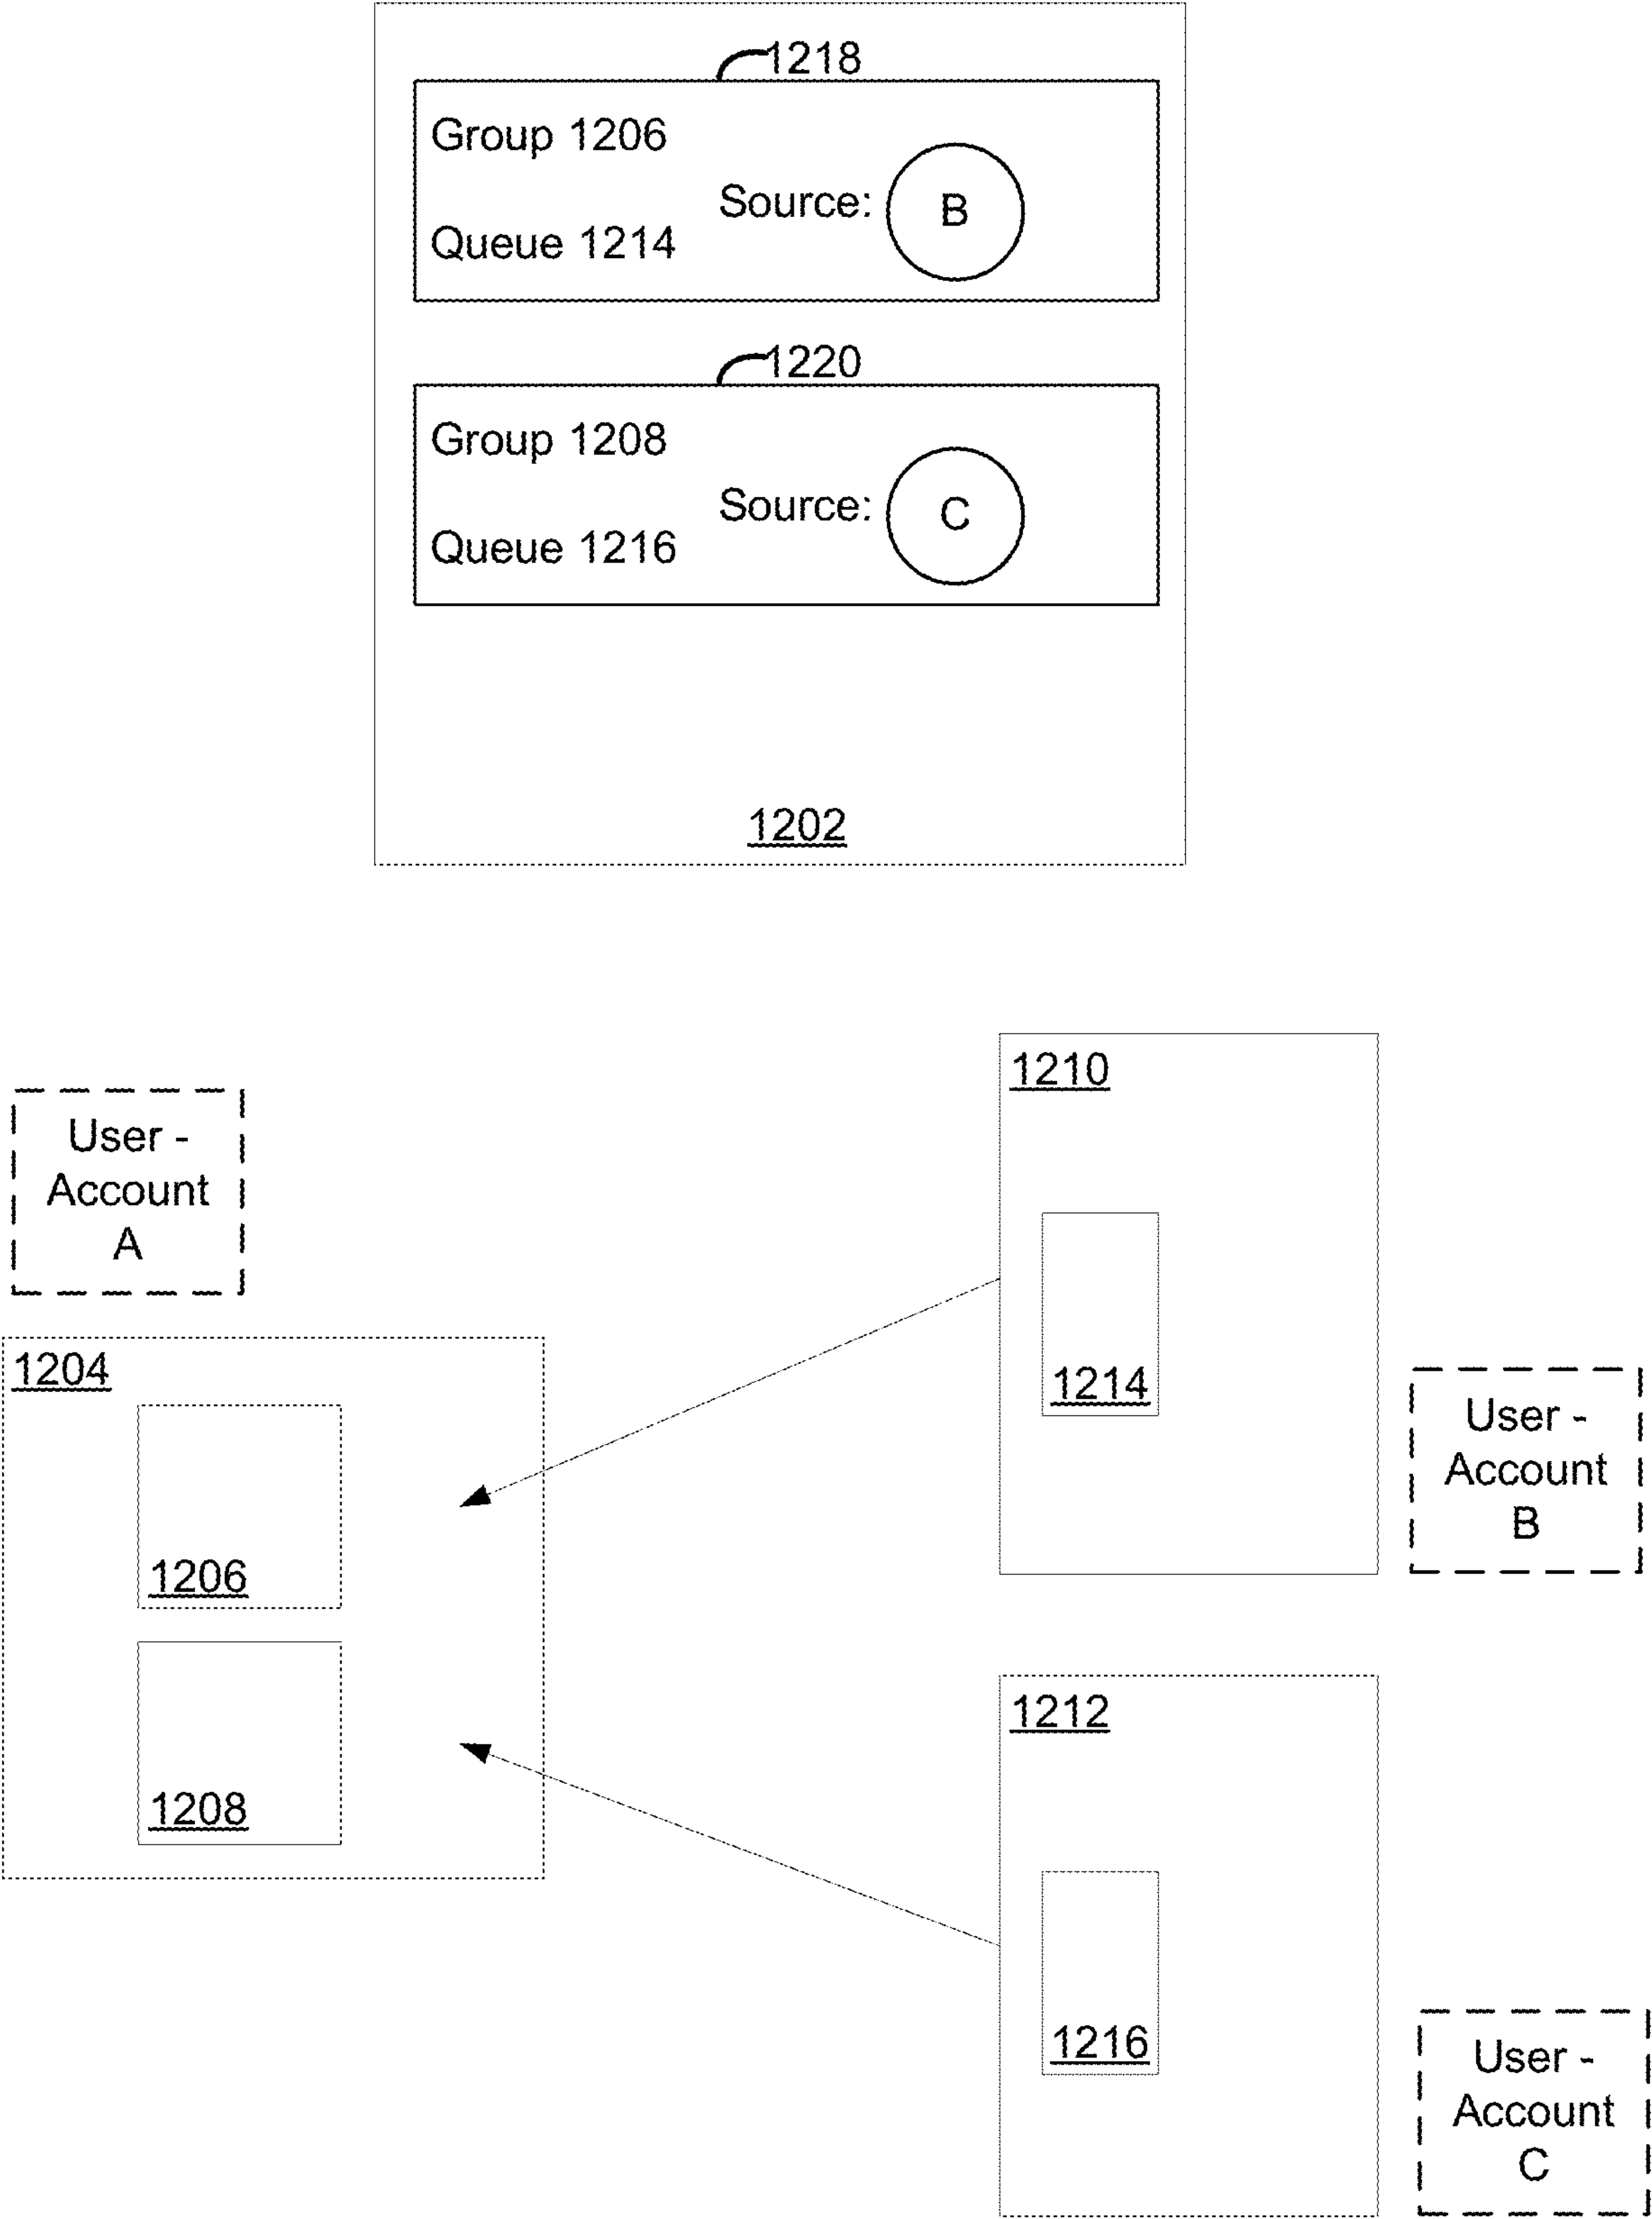 1218
Group 1206
Source:
B
Queue 1214
1220
Group 1208
Source:
C
Queue 1216
1202
User -
Account
A
1204
1206
1208
1210
1214
User -
Account
B
1212
1216
User -
Account
C